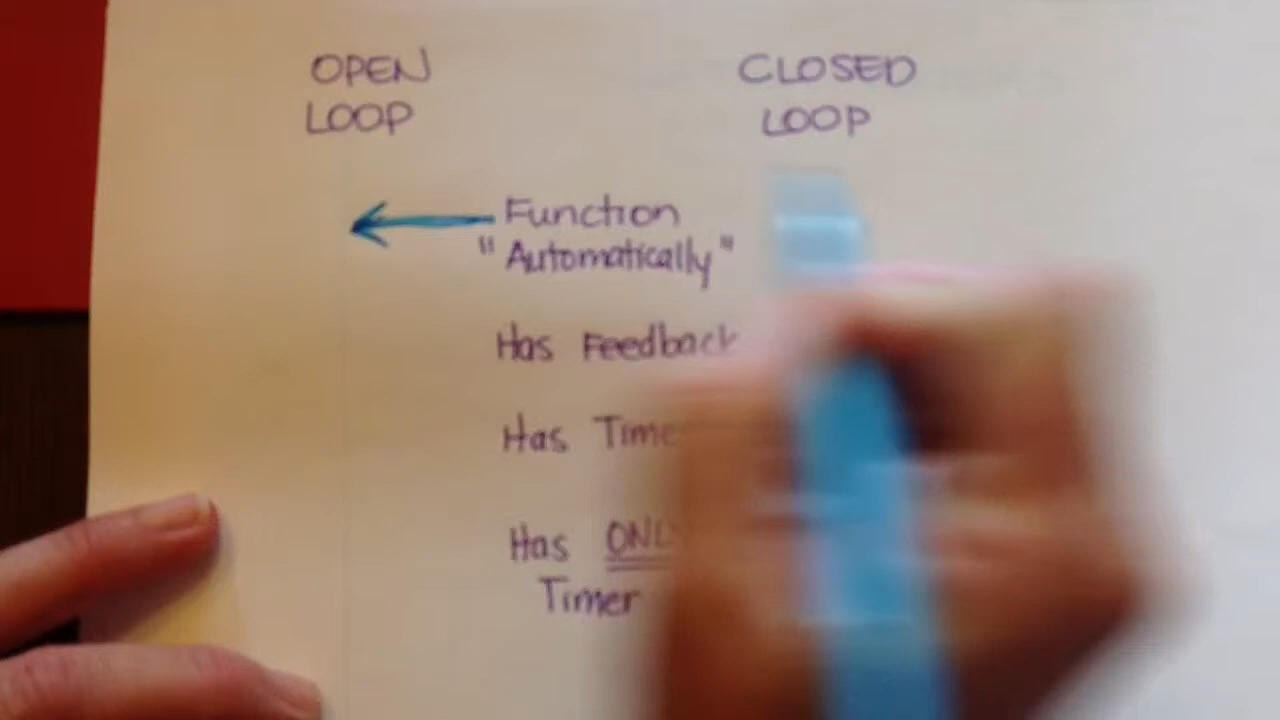 OPEN
LOOP
CLOSED
LOOP
Function
"Automatically"
Has Feedback
Has
Has
Timer